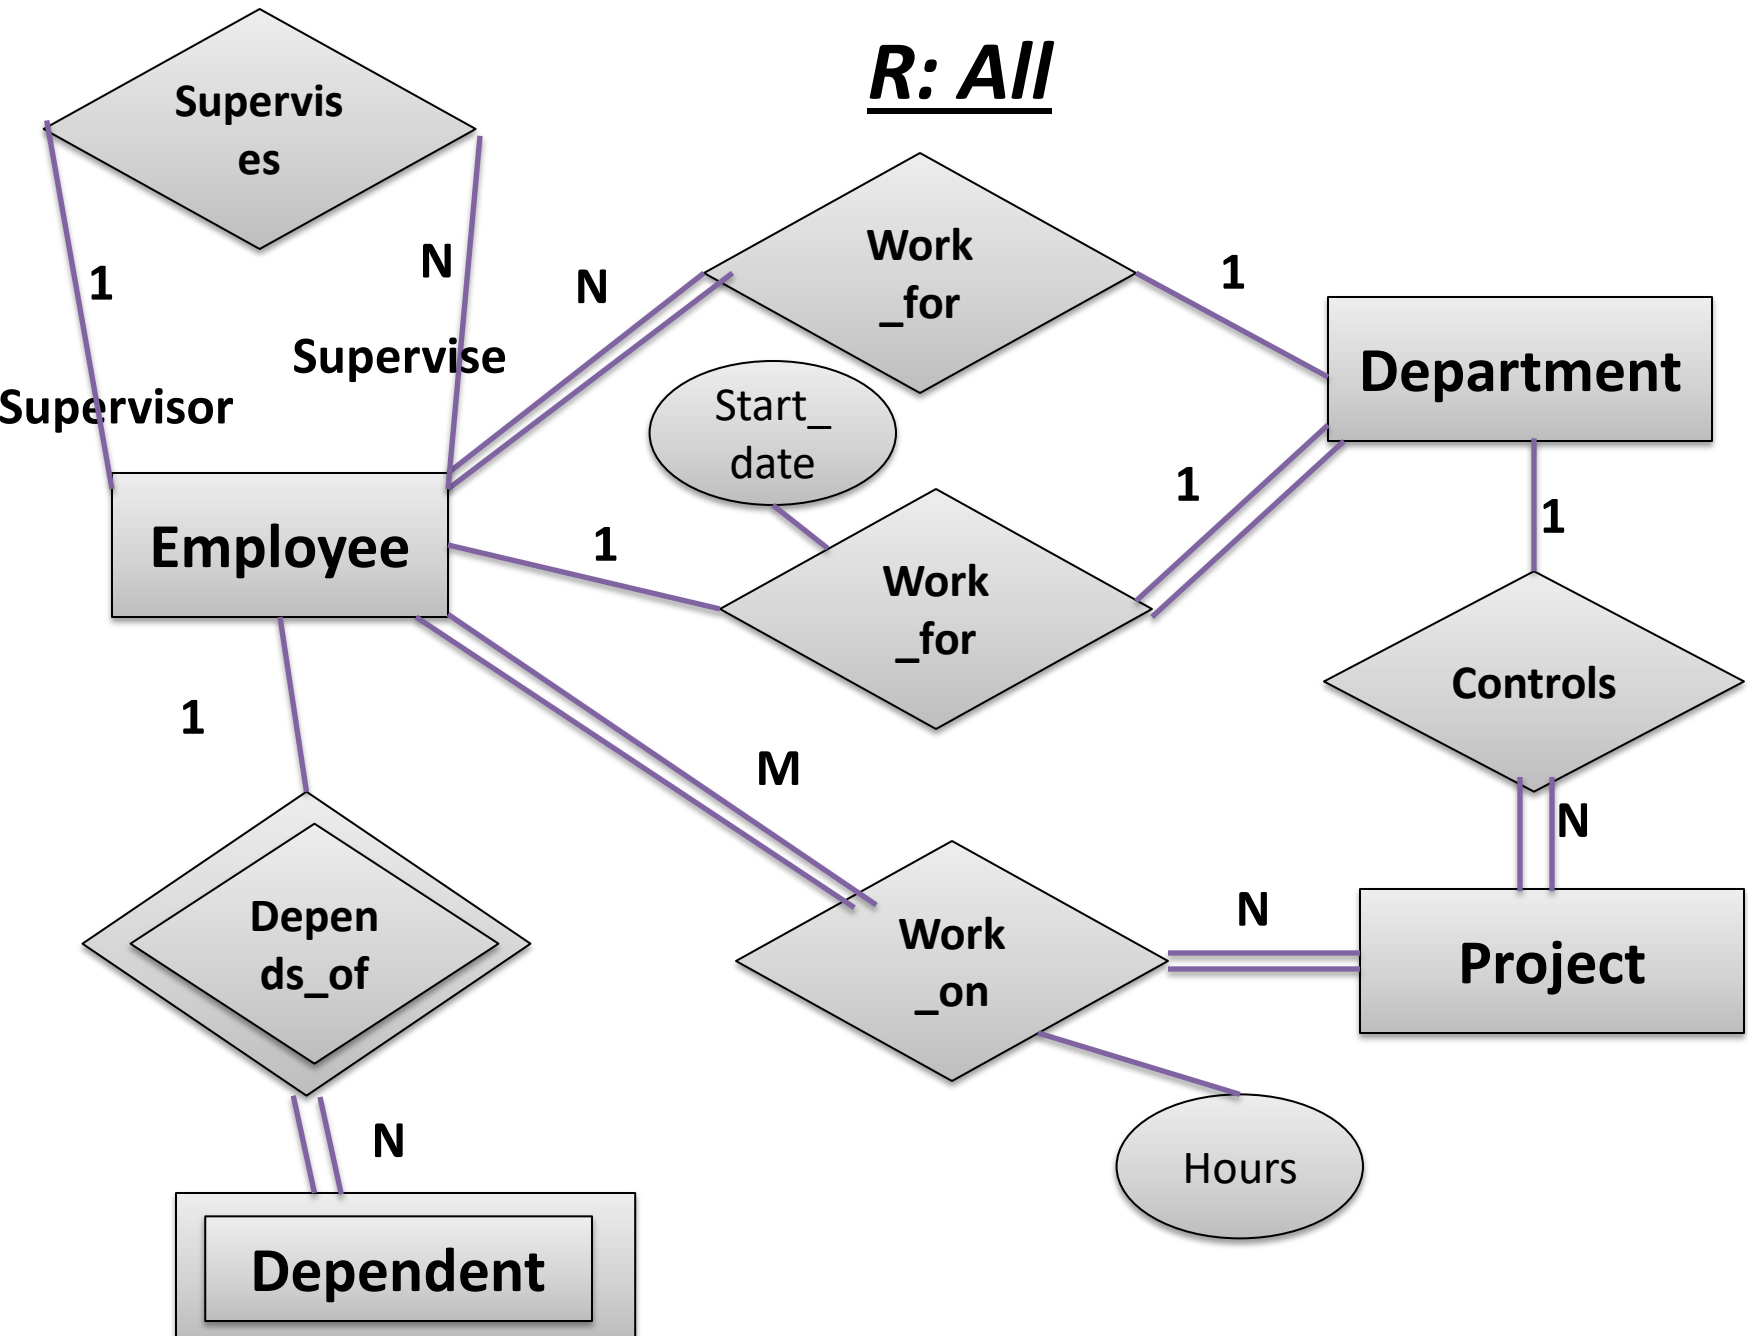 R: All
Supervis
es
1
N
Supervisor
Supervise
N
Work
_for
1
Department
Start_
date
Employee
1
Work
_for
1
1
Controls
N
1
Depen
ds_of
N
Dependent
M
Work
_on
N
Project
Hours